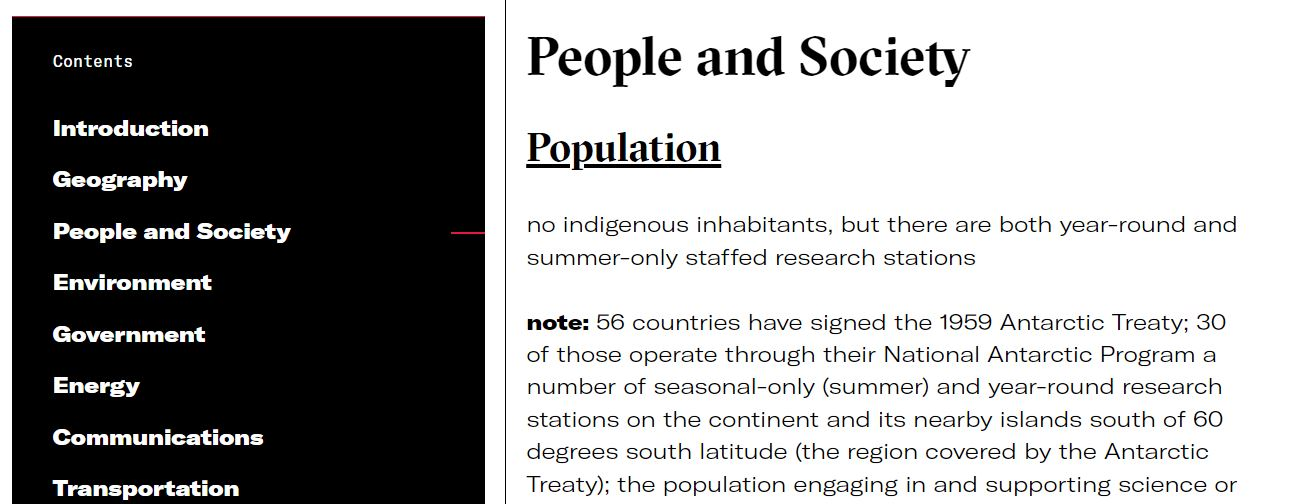 Contents
Introduction
Geography
People and Society
Environment
Government
Energy
Communications
Transportation
People and Society
Population
no indigenous inhabitants, but there are both year-round and
summer-only staffed research stations
note: 56 countries have signed the 1959 Antarctic Treaty; 30
of those operate through their National Antarctic Program a
number of seasonal-only (summer) and year-round research
stations on the continent and its nearby islands south of 60
degrees south latitude (the region covered by the Antarctic
Treaty); the population engaging in and supporting science or